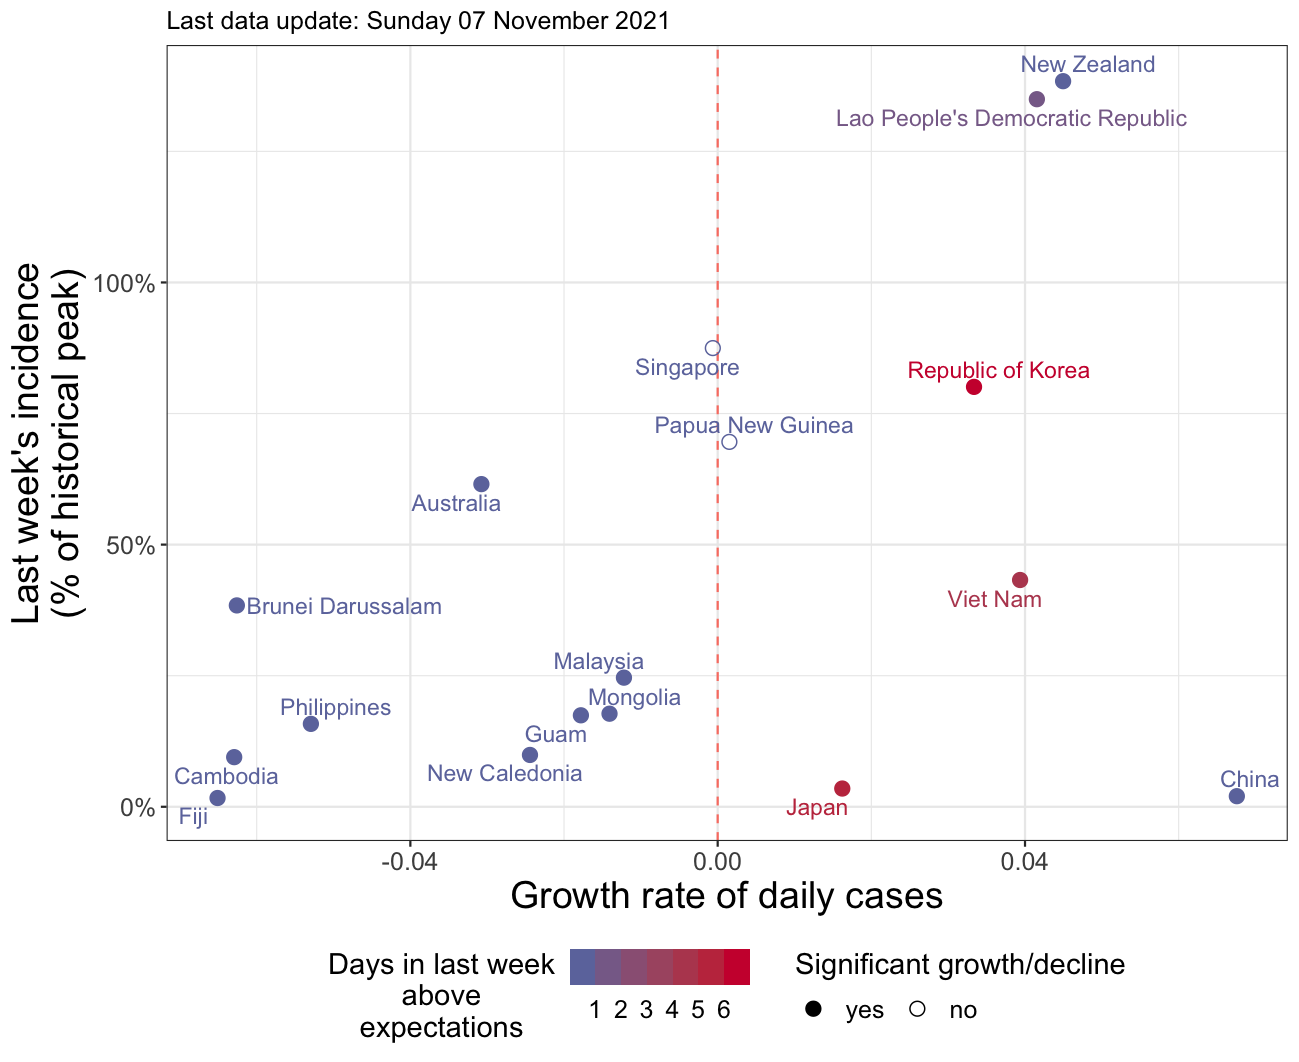 Last data update: Sunday 07 November 2021
New Zealand
Lao People's Democratic Republic
100%
Singapore
Republic of Korea
Papua New Guinea
Australia
50%
Viet Nam
Brunei Darussalam
Malaysia
Mongolia
Philippines
Guam
New Caledonia
Cambodia
China
Fiji
0%
Japan
Last week's incidence
(% of historical peak)
-0.04 0.00 0.04
Growth rate of daily cases
Days in last week
above
expectations
1 2 3 4 5 6
Significant growth/decline
yes no